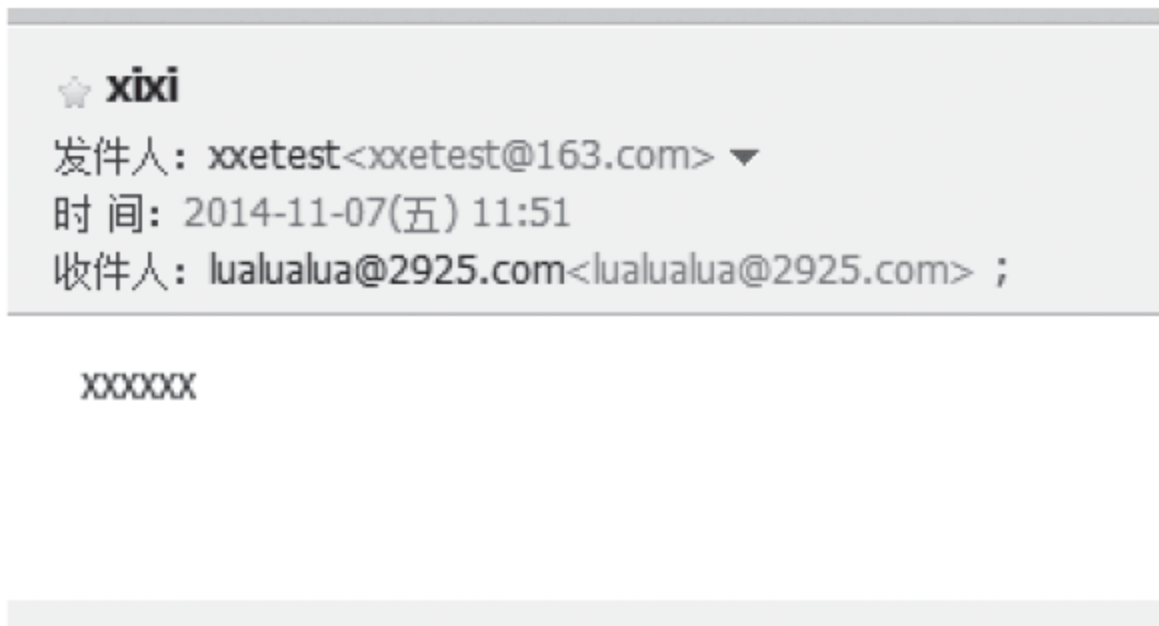 xixi
发件人：xxetest<xxetest@163.com>
时 间：2014-11-07(五) 11:51
收件人：lualualua@2925.com<lualualua@2925.com> ；
xxxxxx